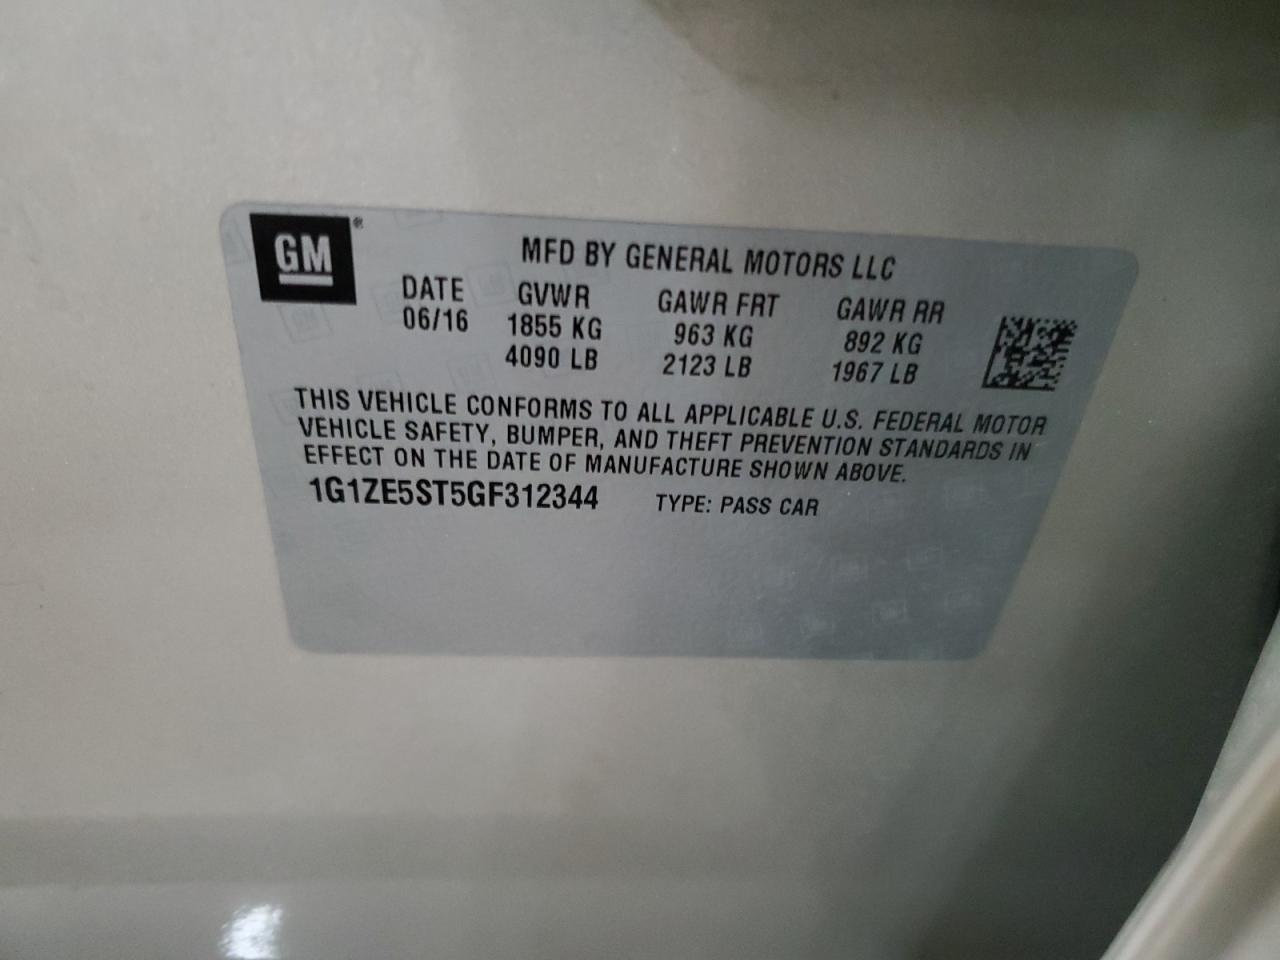 GM®
MFD BY GENERAL MOTORS LLC
DATE GVWR GAWR FRT GAWR RR
06/16 1855 KG 963 KG 892 KG
4090 LB 2123 LB 1967 LB
THIS VEHICLE CONFORMS TO ALL APPLICABLE U.S. FEDERAL MOTOR
VEHICLE SAFETY, BUMPER, AND THEFT PREVENTION STANDARDS IN
EFFECT ON THE DATE OF MANUFACTURE SHOWN ABOVE.
1G1ZE5ST5GF312344 TYPE: PASS CAR